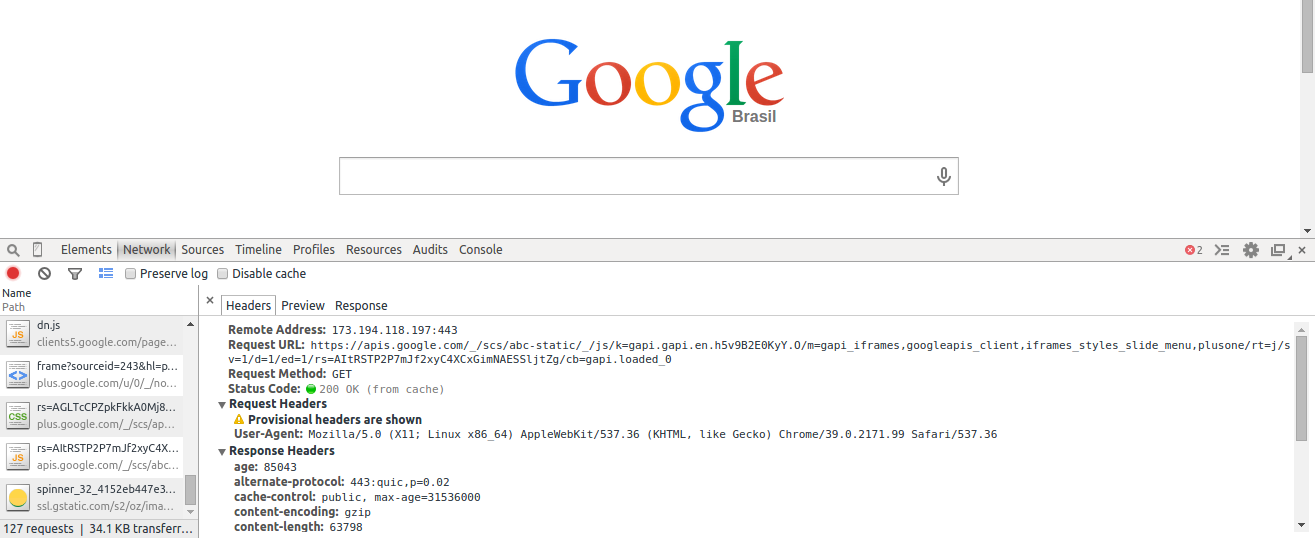 Google
Brasil
Elements Network Sources Timeline Profiles Resources Audits Console 2
Preserve log Disable cache
Name
Path
Headers Preview Response
dn.js
clients5.google.com/page...
frame?sourceid=243&hl=p...
plus.google.com/u/0/_/no...
rs=AGLTcCPZpkFkkA0Mj8...
plus.google.com/_/scs/ap...
rs=AItRSTP2P7mJf2xyC4X...
apis.google.com/_/scs/abc...
spinner_32_4152eb447e3...
ssl.gstatic.com/s2/oz/ima...
127 requests | 34.1 KB transferr...
Remote Address: 173.194.118.197:443
Request URL: https://apis.google.com/_/scs/abc-static/_/js/k=gapi.gapi.en.h5v9B2E0KyY.O/m=gapi_iframes,googleapis_client,iframes_styles_slide_menu,plusone/rt=j/s
v=1/d=1/ed=1/rs=AItRSTP2P7mJf2xyC4XCxGimNAESSljtZg/cb=gapi.loaded_0
Request Method: GET
Status Code: 200 OK (from cache)
Request Headers
Provisional headers are shown
User-Agent: Mozilla/5.0 (X11; Linux x86_64) AppleWebKit/537.36 (KHTML, like Gecko) Chrome/39.0.2171.99 Safari/537.36
Response Headers
age: 85043
alternate-protocol: 443:quic,p=0.02
cache-control: public, max-age=31536000
content-encoding: gzip
content-length: 63798